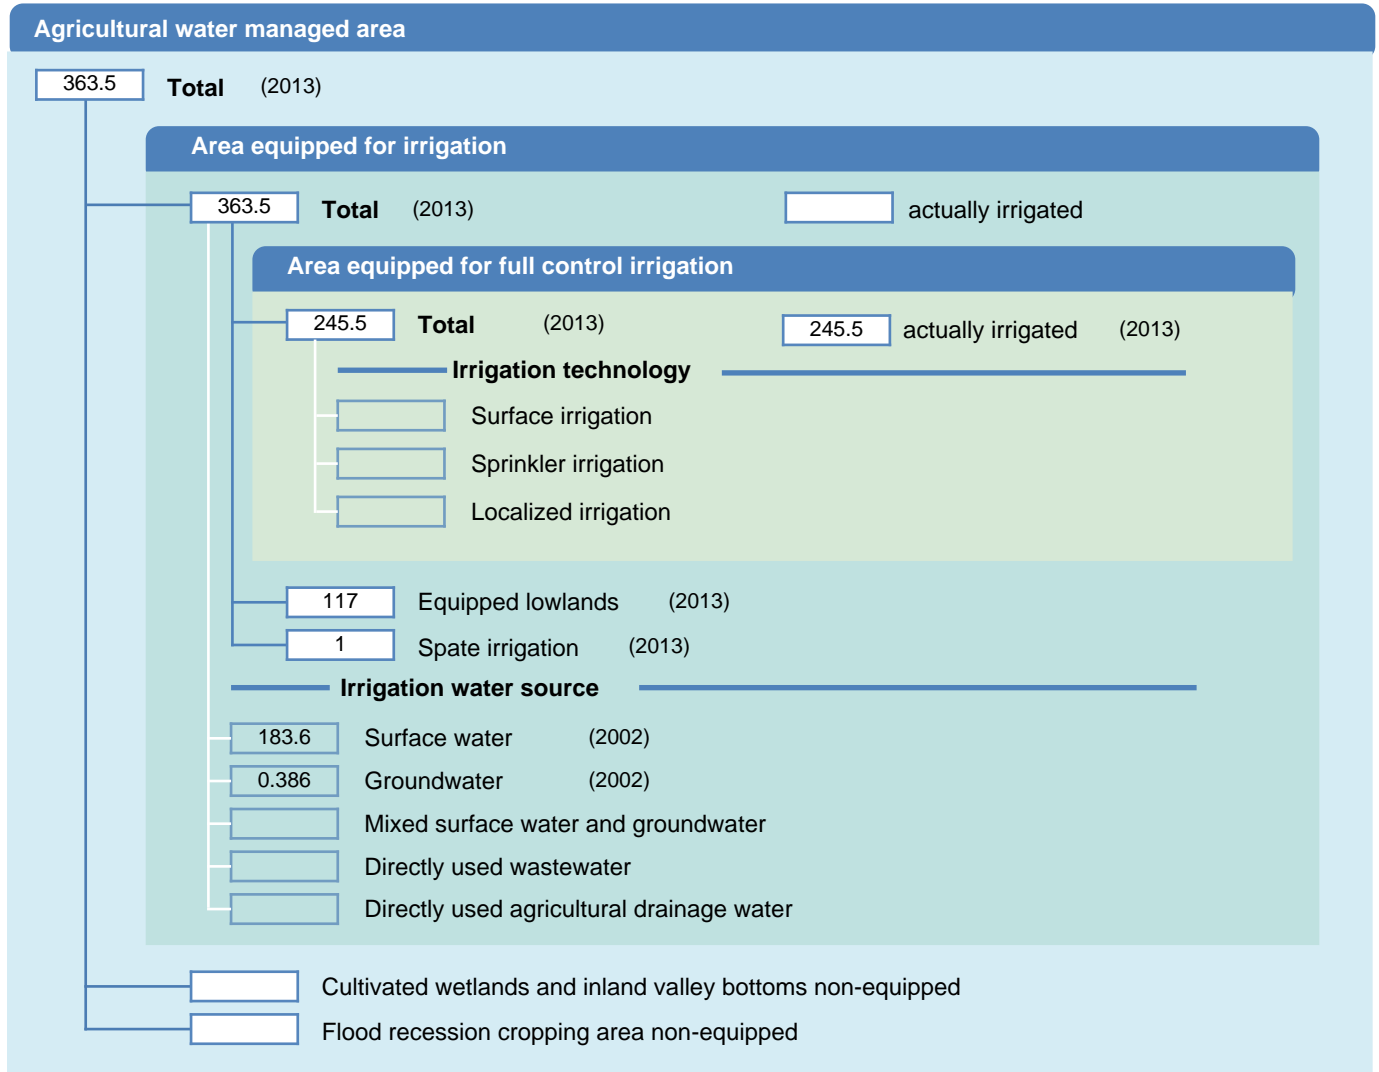 Agricultural water managed area
363.5 Total (2013)
Area equipped for irrigation
363.5 Total (2013) actually irrigated
Area equipped for full control irrigation
245.5 Total (2013) 245.5 actually irrigated (2013)
Irrigation technology
Surface irrigation
Sprinkler irrigation
Localized irrigation
117 Equipped lowlands (2013)
1 Spate irrigation (2013)
Irrigation water source
183.6 Surface water (2002)
0.386 Groundwater (2002)
Mixed surface water and groundwater
Directly used wastewater
Directly used agricultural drainage water
Cultivated wetlands and inland valley bottoms non-equipped
Flood recession cropping area non-equipped